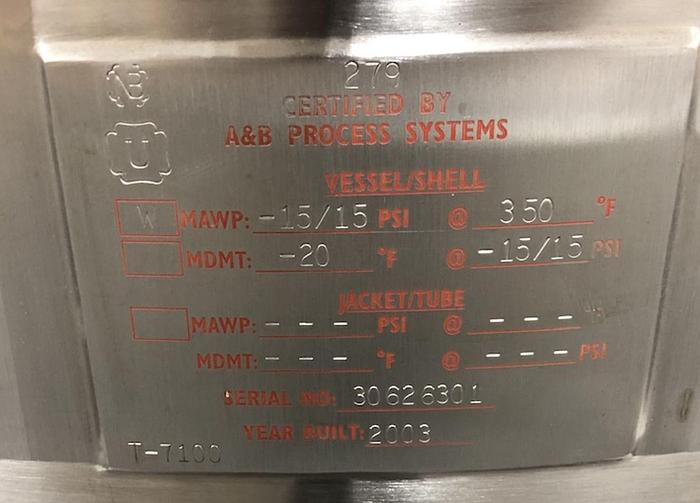 NB 279
CERTIFIED BY
A&B PROCESS SYSTEMS
U
VESSEL/SHELL
W MAWP: -15/15 PSI @ 350 °F
MDMT: -20 °F @ -15/15 PSI
JACKET/TUBE
MAWP: - - - PSI @ - - - °F
MDMT: - - - °F @ - - - PSI
SERIAL NO: 30626301
YEAR BUILT: 2003
T-7100